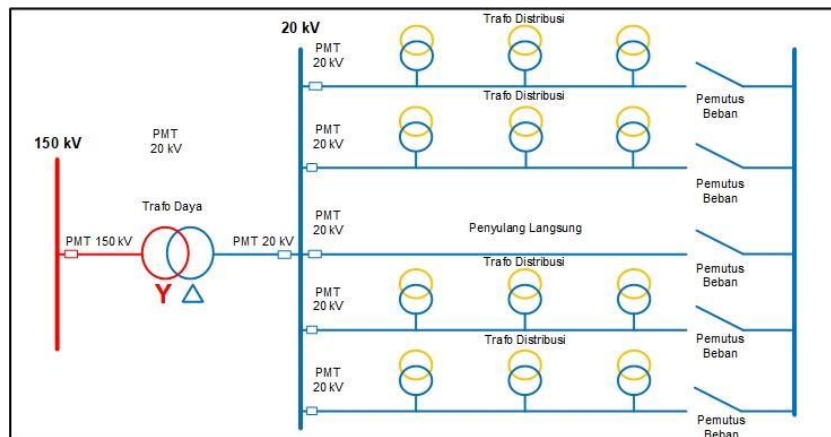 20 kV
Trafo Distribusi
PMT
20 kV
Pemutus
Beban
Trafo Distribusi
150 kV
PMT
20 kV
PMT
20 kV
Pemutus
Beban
Trafo Daya
PMT
20 kV
Penyulang Langsung
PMT 150 kV
PMT 20 kV
Pemutus
Beban
Trafo Distribusi
Y
PMT
20 kV
Pemutus
Beban
Trafo Distribusi
PMT
20 kV
Pemutus
Beban